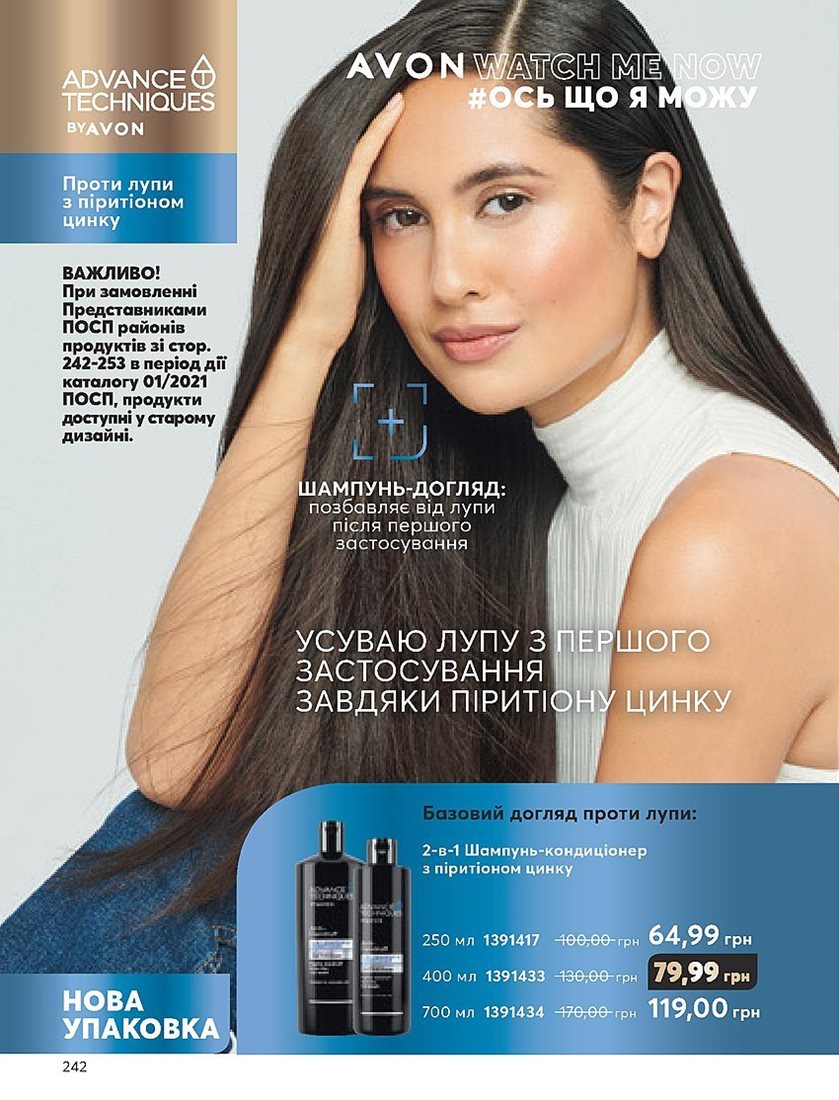 ADVANCE T
TECHNIQUES
BY AVON
AVON WATCH ME NOW
#ОСЬ ЩО Я МОЖУ
Проти лупи
з піритіоном
цинку
ВАЖЛИВО!
При замовленні
Представниками
ПОСП районів
продуктів зі стор.
242-253 в період дії
каталогу 01/2021
ПОСП, продукти
доступні у старому
дизайні.
ШАМПУНЬ-ДОГЛЯД:
позбавляє від лупи
після першого
застосування
УСУВАЮ ЛУПУ З ПЕРШОГО
ЗАСТОСУВАННЯ
ЗАВДЯКИ ПІРИТІОНУ ЦИНКУ
Базовий догляд проти лупи:
2-в-1 Шампунь-кондиціонер
з піритіоном цинку
250 мл 1391417 100,00 грн 64,99 грн
400 мл 1391433 130,00 грн 79,99 грн
700 мл 1391434 170,00 грн 119,00 грн
ADVANCE
TECHNIQUES
ADVANCE
TECHNIQUES
НОВА
УПАКОВКА
242